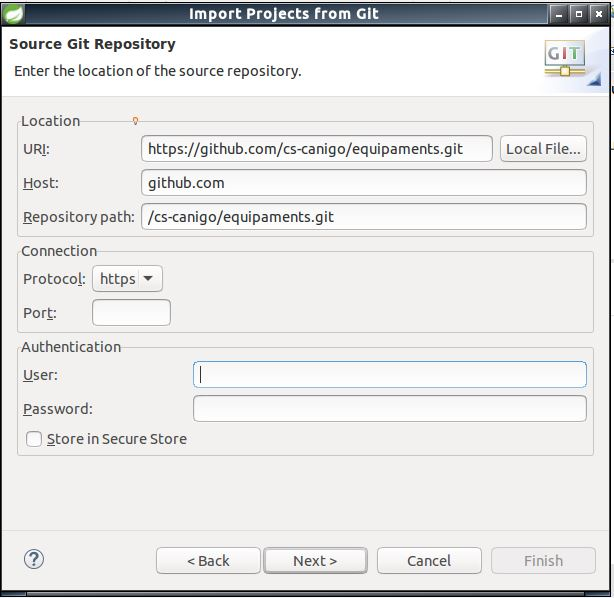 Import Projects from Git
Source Git Repository
Enter the location of the source repository.
GIT
Location
URI: https://github.com/cs-canigo/equipaments.git Local File...
Host: github.com
Repository path: /cs-canigo/equipaments.git
Connection
Protocol: https
Port:
Authentication
User:
Password:
Store in Secure Store
? < Back Next > Cancel Finish